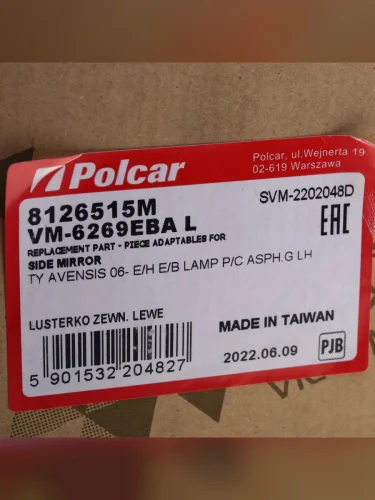 Polcar
Polcar, ul.Wejnerta 19
02-619 Warszawa
8126515M
SVM-2202048D
VM-6269EBA L
EAC
REPLACEMENT PART - PIECE ADAPTABLES FOR
SIDE MIRROR
TY AVENSIS 06- E/H E/B LAMP P/C ASPH.G LH
LUSTERKO ZEWN. LEWE
MADE IN TAIWAN
2022.06.09
PJB
5 901532 204827